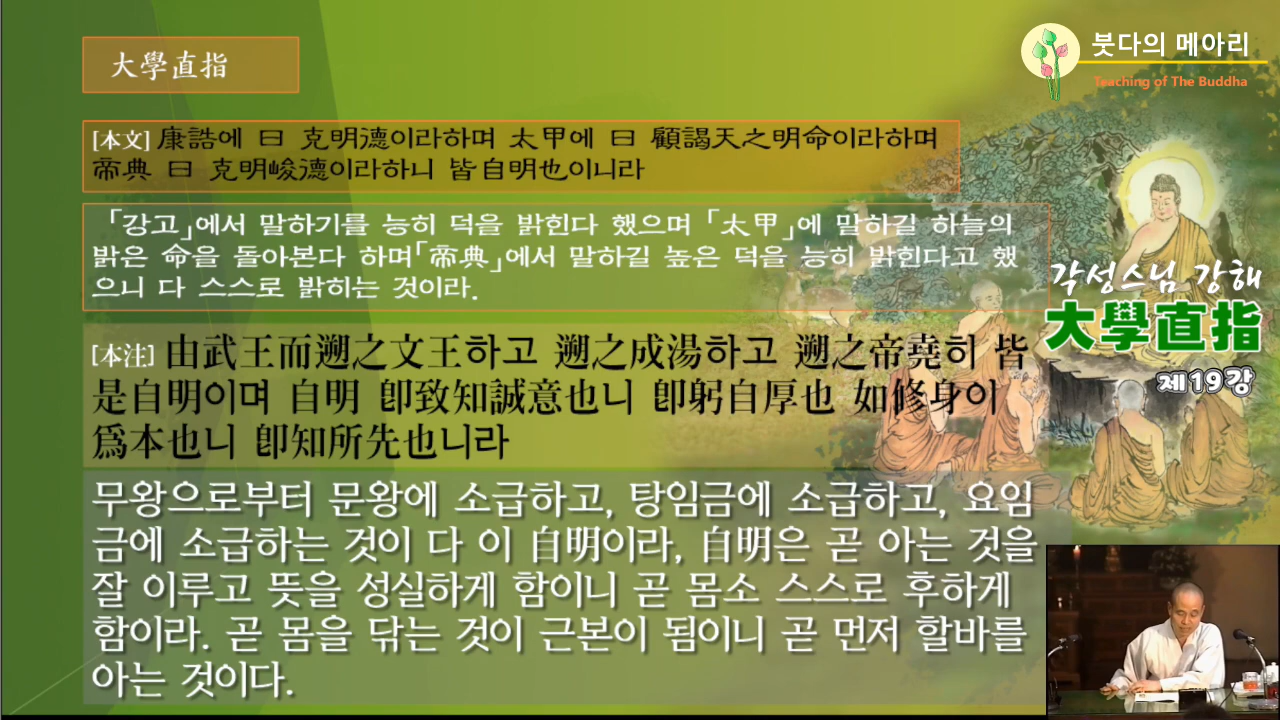 大學直指
붓다의 메아리
Teaching of The Buddha
[本文] 康誥에 曰 克明德이라하며 太甲에 曰 顧諟天之明命이라하며
帝典 曰 克明峻德이라하니 皆自明也이니라
「강고」에서 말하기를 능히 덕을 밝힌다 했으며 「太甲」에 말하길 하늘의
밝은 命을 돌아본다 하며「帝典」에서 말하길 높은 덕을 능히 밝힌다고 했
으니 다 스스로 밝히는 것이라.
[本注] 由武王而遡之文王하고 遡之成湯하고 遡之帝堯히 皆
是自明이며 自明 卽致知誠意也니 卽躬自厚也 如修身이
爲本也니 卽知所先也니라
무왕으로부터 문왕에 소급하고, 탕임금에 소급하고, 요임
금에 소급하는 것이 다 이 自明이라, 自明은 곧 아는 것을
잘 이루고 뜻을 성실하게 함이니 곧 몸소 스스로 후하게
함이라. 곧 몸을 닦는 것이 근본이 됨이니 곧 먼저 할바를
아는 것이다.
각성스님 강해
大學直指
제19강